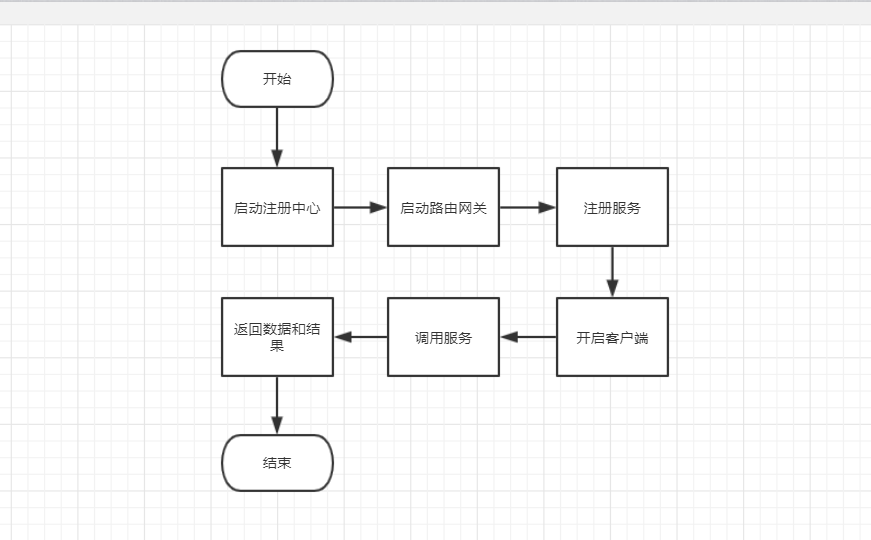 开始
启动注册中心
启动路由网关
注册服务
开启客户端
调用服务
返回数据和结
果
结束